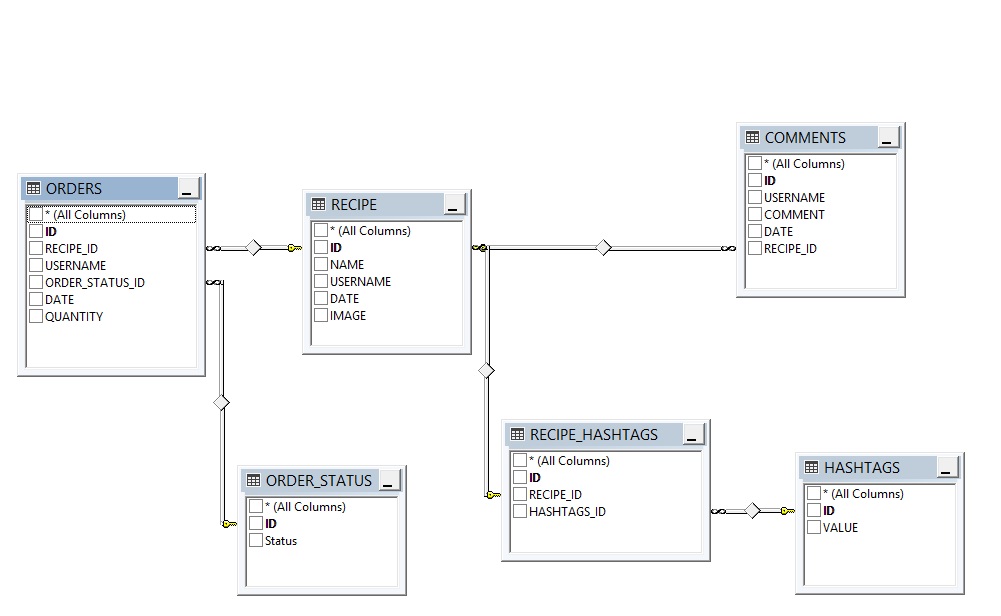 ORDERS
* (All Columns)
ID
RECIPE_ID
USERNAME
ORDER_STATUS_ID
DATE
QUANTITY
RECIPE
* (All Columns)
ID
NAME
USERNAME
DATE
IMAGE
COMMENTS
* (All Columns)
ID
USERNAME
COMMENT
DATE
RECIPE_ID
ORDER_STATUS
* (All Columns)
ID
Status
RECIPE_HASHTAGS
* (All Columns)
ID
RECIPE_ID
HASHTAGS_ID
HASHTAGS
* (All Columns)
ID
VALUE